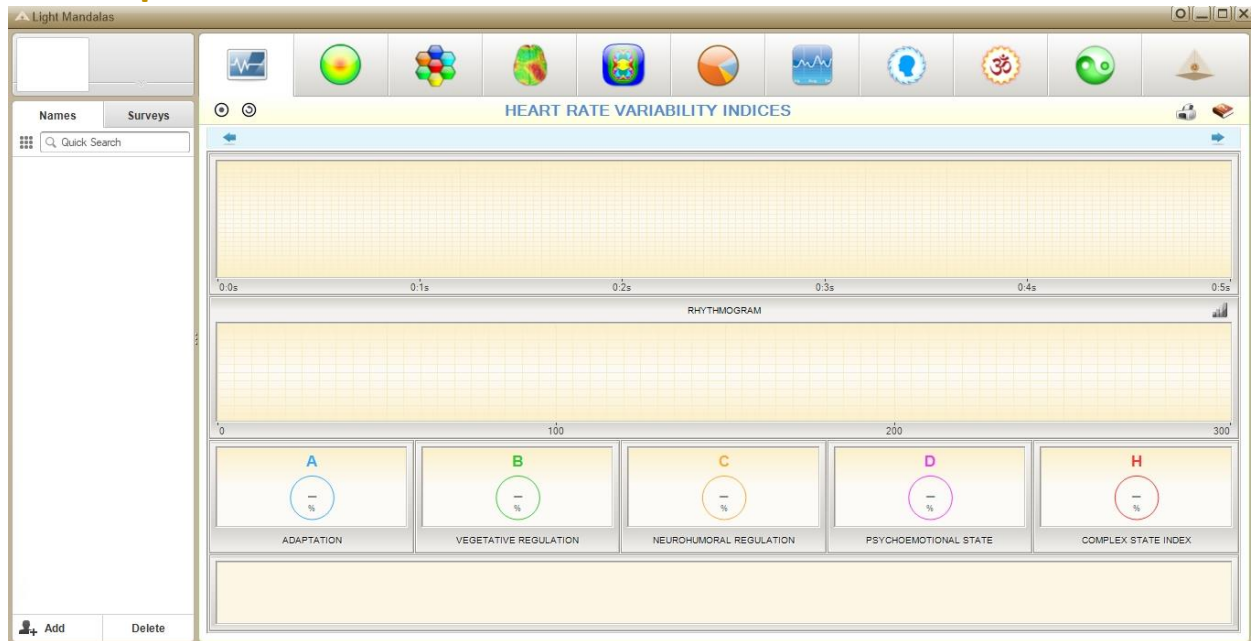 Light Mandalas
Names Surveys
Quick Search
HEART RATE VARIABILITY INDICES
0:0s 0:1s 0:2s 0:3s 0:4s 0:5s
RHYTHMOGRAM
0 100 200 300
A B C D H
– – – – –
% % % % %
ADAPTATION VEGETATIVE REGULATION NEUROHUMORAL REGULATION PSYCHOEMOTIONAL STATE COMPLEX STATE INDEX
Add Delete